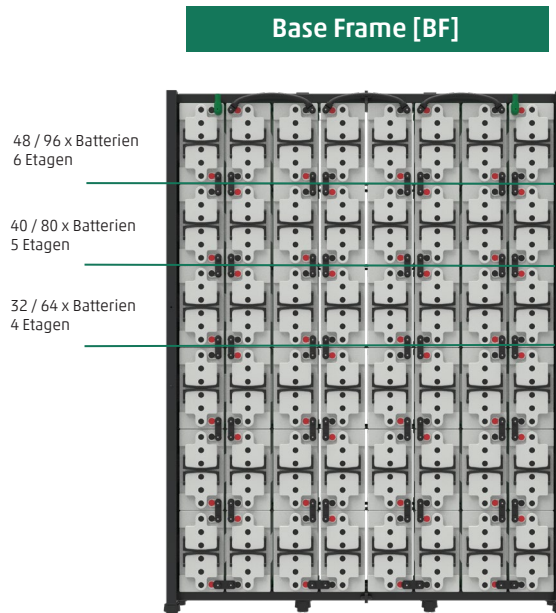 Base Frame [BF]
48 / 96 x Batterien
6 Etagen
40 / 80 x Batterien
5 Etagen
32 / 64 x Batterien
4 Etagen